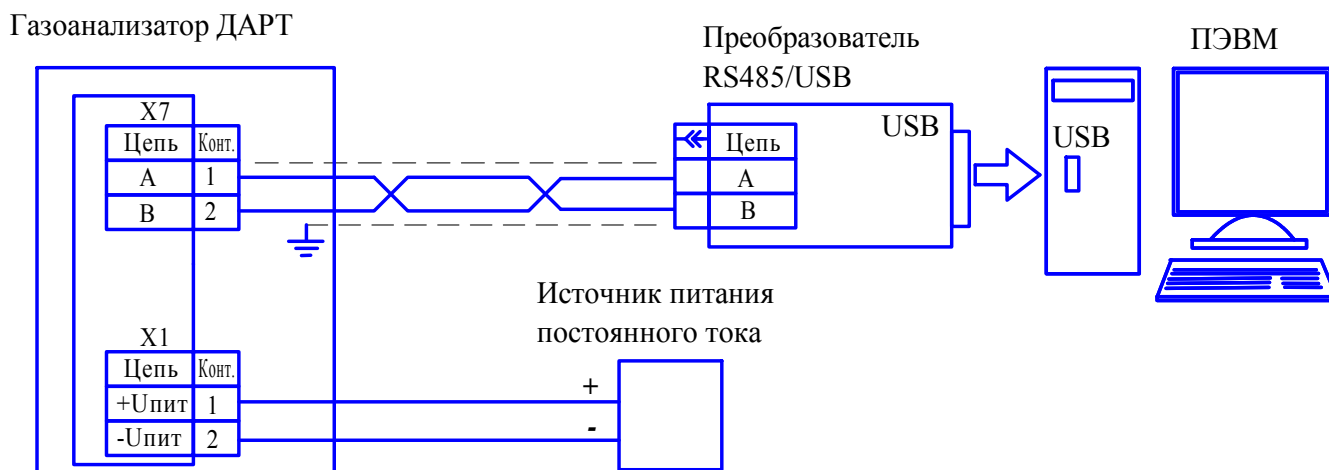 Газоанализатор ДАРТ
Преобразователь
RS485/USB
ПЭВМ
X7
Цепь Конт.
A 1
B 2
Цепь
A
B
USB
USB
Источник питания
постоянного тока
X1
Цепь Конт.
+Uпит 1
-Uпит 2
+
-